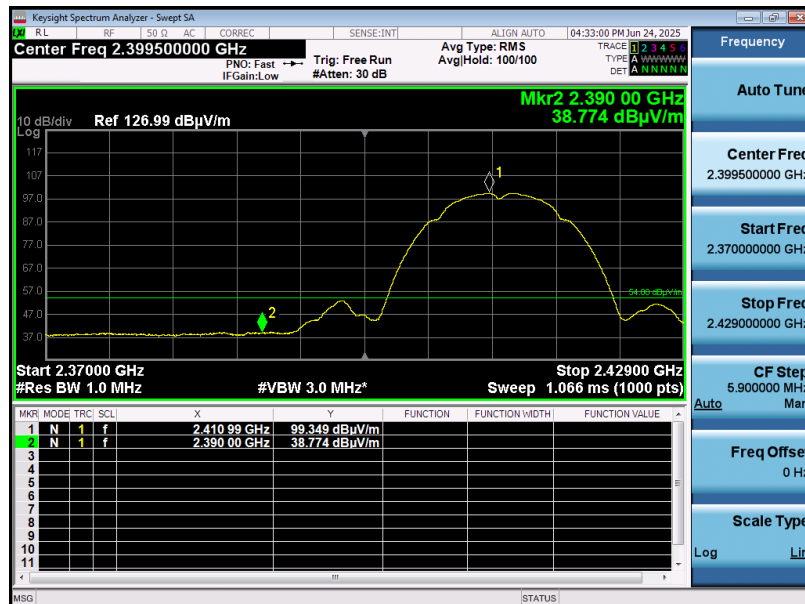 Keysight Spectrum Analyzer - Swept SA
RL RF 50 Ω AC CORREC SENSE:INT ALIGN AUTO 04:33:00 PM Jun 24, 2025
Center Freq 2.399500000 GHz
PNO: Fast
IFGain:Low
Trig: Free Run
#Atten: 30 dB
Avg Type: RMS
Avg|Hold: 100/100
TRACE 1 2 3 4 5 6
TYPE A WWWWW
DET A N N N N N
Mkr2 2.390 00 GHz
38.774 dBµV/m
10 dB/div Ref 126.99 dBµV/m
Log
117
107
97.0
87.0
77.0
67.0
57.0
47.0
37.0
1
2
54.00 dBµV/m
Start 2.37000 GHz Stop 2.42900 GHz
#Res BW 1.0 MHz #VBW 3.0 MHz* Sweep 1.066 ms (1000 pts)
MKR MODE TRC SCL X Y FUNCTION FUNCTION WIDTH FUNCTION VALUE
1 N 1 f 2.410 99 GHz 99.349 dBµV/m
2 N 1 f 2.390 00 GHz 38.774 dBµV/m
3
4
5
6
7
8
9
10
11
MSG STATUS
Frequency
Auto Tune
Center Freq
2.399500000 GHz
Start Freq
2.370000000 GHz
Stop Freq
2.429000000 GHz
CF Step
5.900000 MHz
Auto Man
Freq Offset
0 Hz
Scale Type
Log Lin